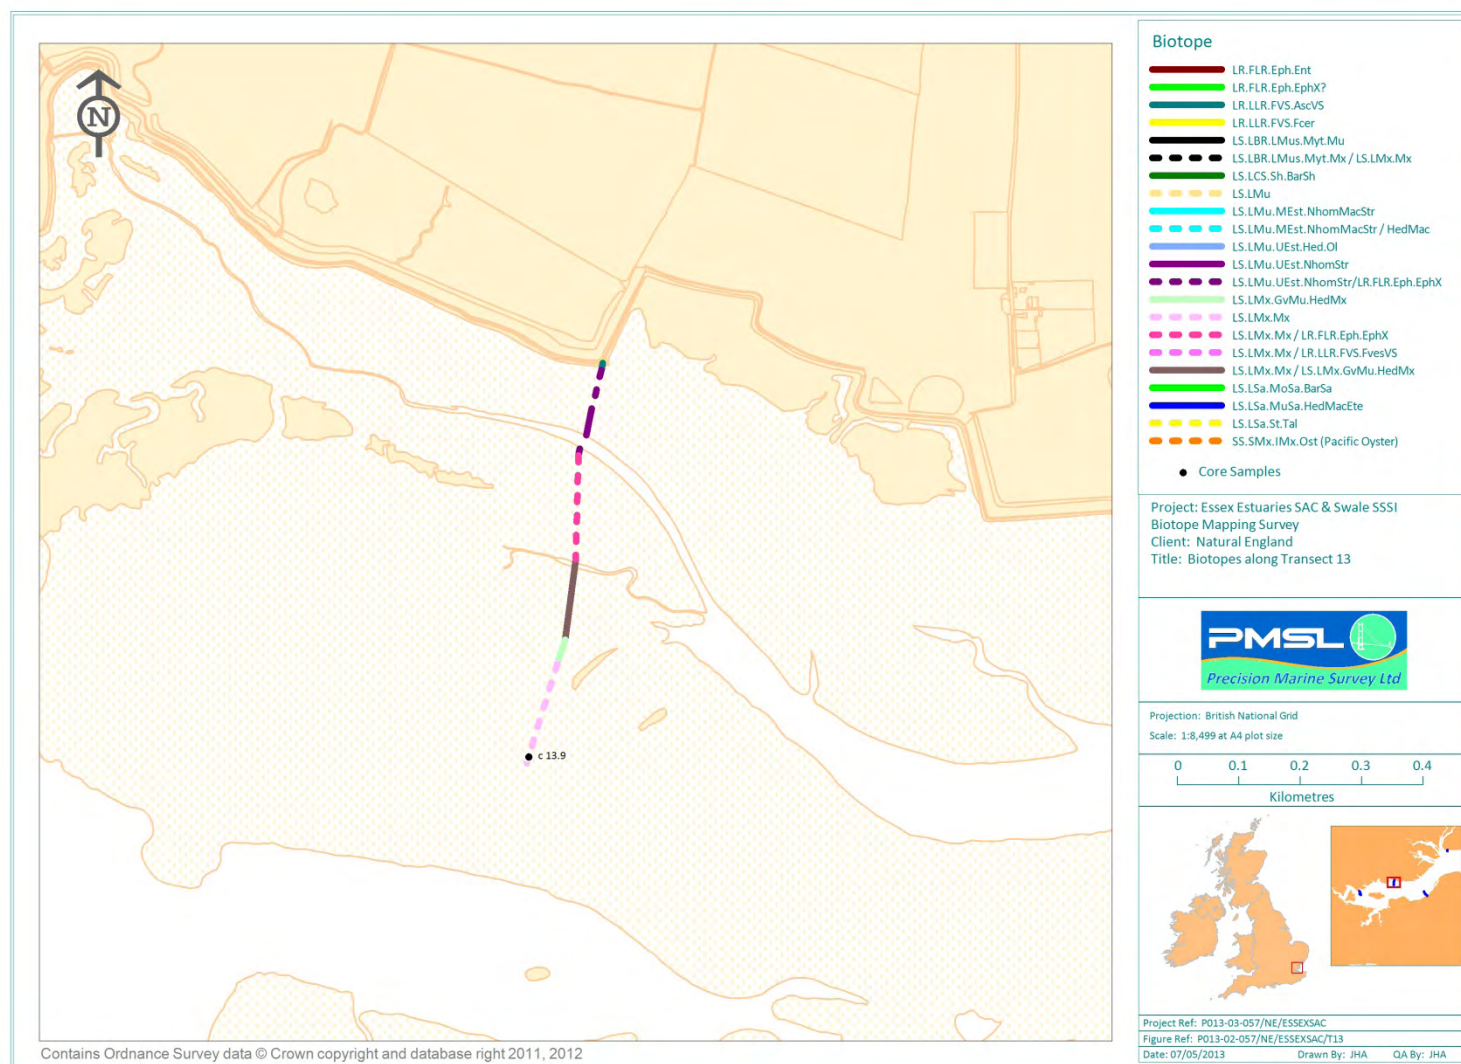 N
c 13.9
Contains Ordnance Survey data © Crown copyright and database right 2011, 2012
Biotope
LR.FLR.Eph.Ent
LR.FLR.Eph.EphX?
LR.LLR.FVS.AscVS
LR.LLR.FVS.Fcer
LS.LBR.LMus.Myt.Mu
LS.LBR.LMus.Myt.Mx / LS.LMx.Mx
LS.LCS.Sh.BarSh
LS.LMu
LS.LMu.MEst.NhomMacStr
LS.LMu.MEst.NhomMacStr / HedMac
LS.LMu.UEst.Hed.Ol
LS.LMu.UEst.NhomStr
LS.LMu.UEst.NhomStr/LR.FLR.Eph.EphX
LS.LMx.GvMu.HedMx
LS.LMx.Mx
LS.LMx.Mx / LR.FLR.Eph.EphX
LS.LMx.Mx / LR.LLR.FVS.FvesVS
LS.LMx.Mx / LS.LMx.GvMu.HedMx
LS.LSa.MoSa.BarSa
LS.LSa.MuSa.HedMacEte
LS.LSa.St.Tal
SS.SMx.IMx.Ost (Pacific Oyster)
Core Samples
Project: Essex Estuaries SAC & Swale SSSI
Biotope Mapping Survey
Client: Natural England
Title: Biotopes along Transect 13
PMSL
Precision Marine Survey Ltd
Projection: British National Grid
Scale: 1:8,499 at A4 plot size
0 0.1 0.2 0.3 0.4
Kilometres
Project Ref: P013-03-057/NE/ESSEXSAC
Figure Ref: P013-02-057/NE/ESSEXSAC/T13
Date: 07/05/2013 Drawn By: JHA QA By: JHA